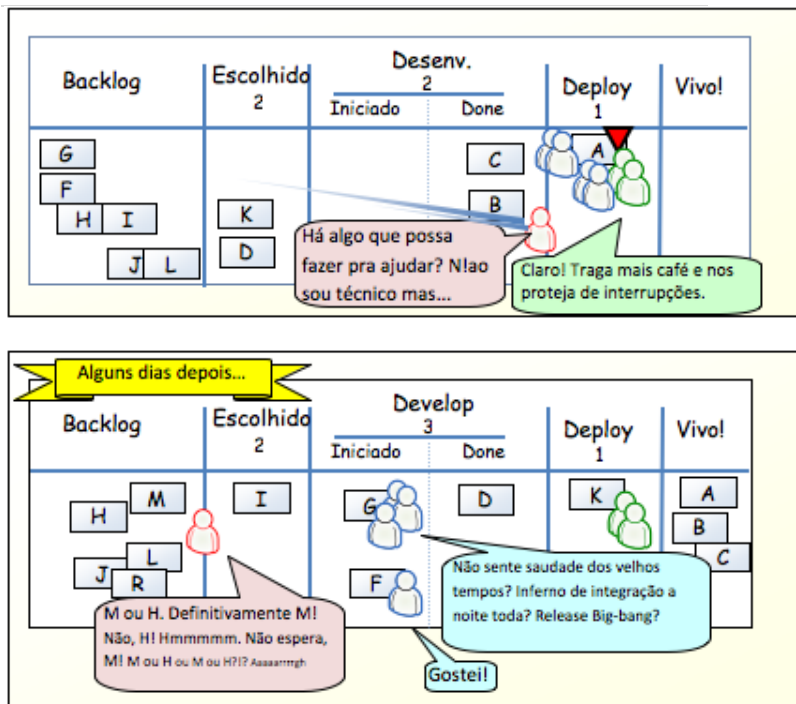 Backlog
Escolhido
2
Desenv.
2
Iniciado
Done
Deploy
1
Vivo!
G
F
H
I
J
L
K
D
C
B
A
Há algo que possa
fazer pra ajudar? N!ao
sou técnico mas...
Claro! Traga mais café e nos
proteja de interrupções.
Alguns dias depois...
Backlog
Escolhido
2
Develop
3
Iniciado
Done
Deploy
1
Vivo!
H
M
J
L
R
I
G
F
D
K
A
B
C
M ou H. Definitivamente M!
Não, H! Hmmmmm. Não espera,
M! M ou H ou M ou H?!? Aaaaarrrrgh
Não sente saudade dos velhos
tempos? Inferno de integração a
noite toda? Release Big-bang?
Gostei!